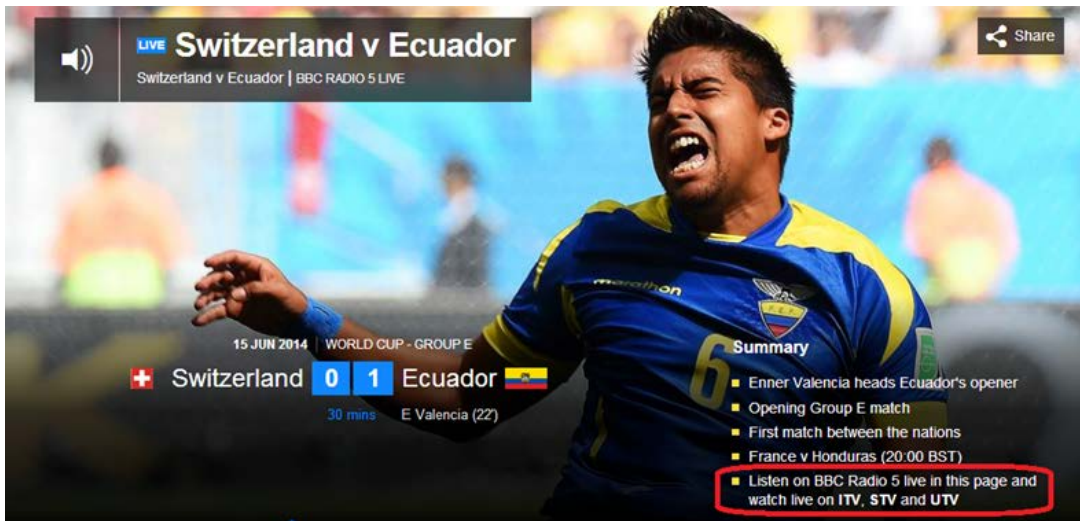 LIVE Switzerland v Ecuador
Switzerland v Ecuador | BBC RADIO 5 LIVE
Share
marathon
F.E.F.
6
15 JUN 2014 | WORLD CUP - GROUP E
Switzerland 0 1 Ecuador
30 mins E Valencia (22')
Summary
Enner Valencia heads Ecuador's opener
Opening Group E match
First match between the nations
France v Honduras (20:00 BST)
Listen on BBC Radio 5 live in this page and
watch live on ITV, STV and UTV